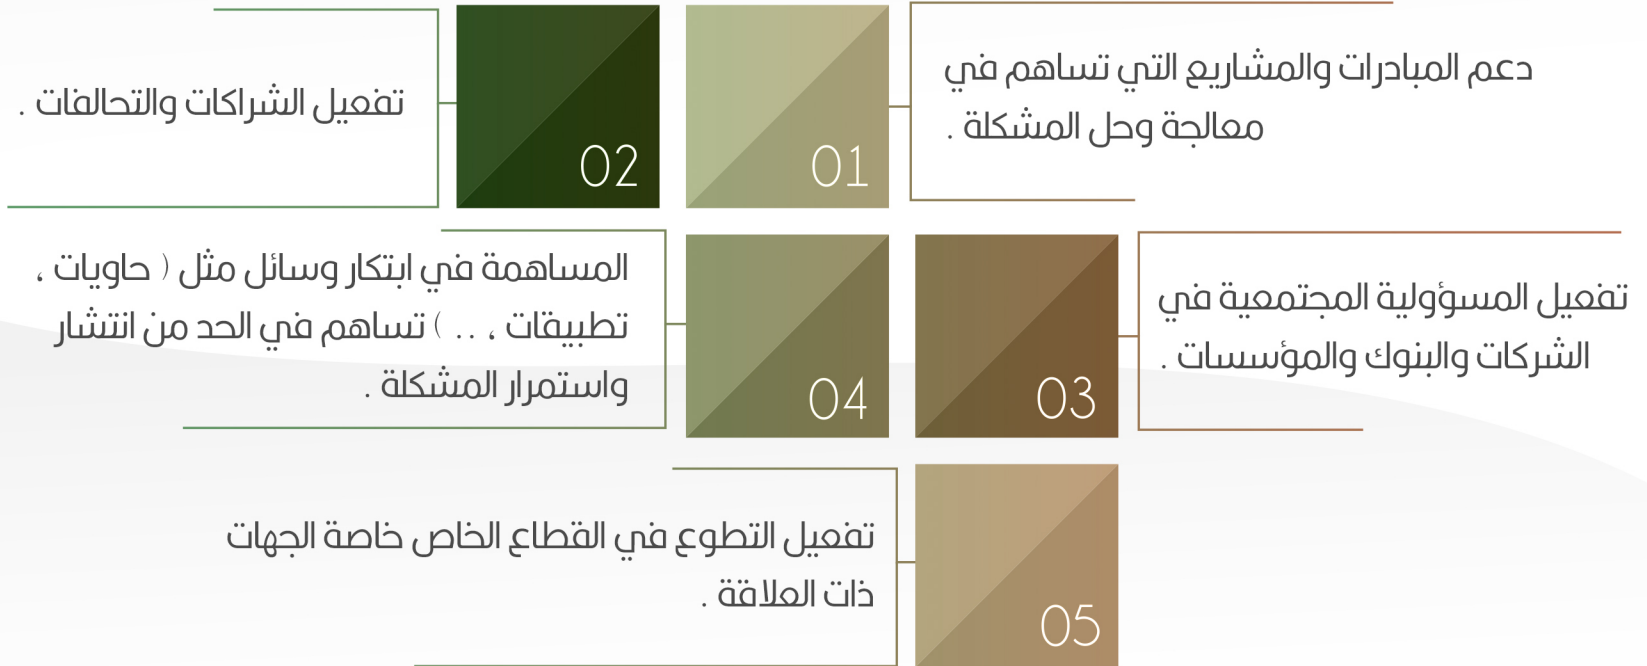 01
دعم المبادرات والمشاريع التي تساهم في
معالجة وحل المشكلة .
02
تفعيل الشراكات والتحالفات .
03
تفعيل المسؤولية المجتمعية في
الشركات والبنوك والمؤسسات .
04
المساهمة في ابتكار وسائل مثل ( حاويات ،
تطبيقات ، .. ) تساهم في الحد من انتشار
واستمرار المشكلة .
05
تفعيل التطوع في القطاع الخاص خاصة الجهات
ذات العلاقة .